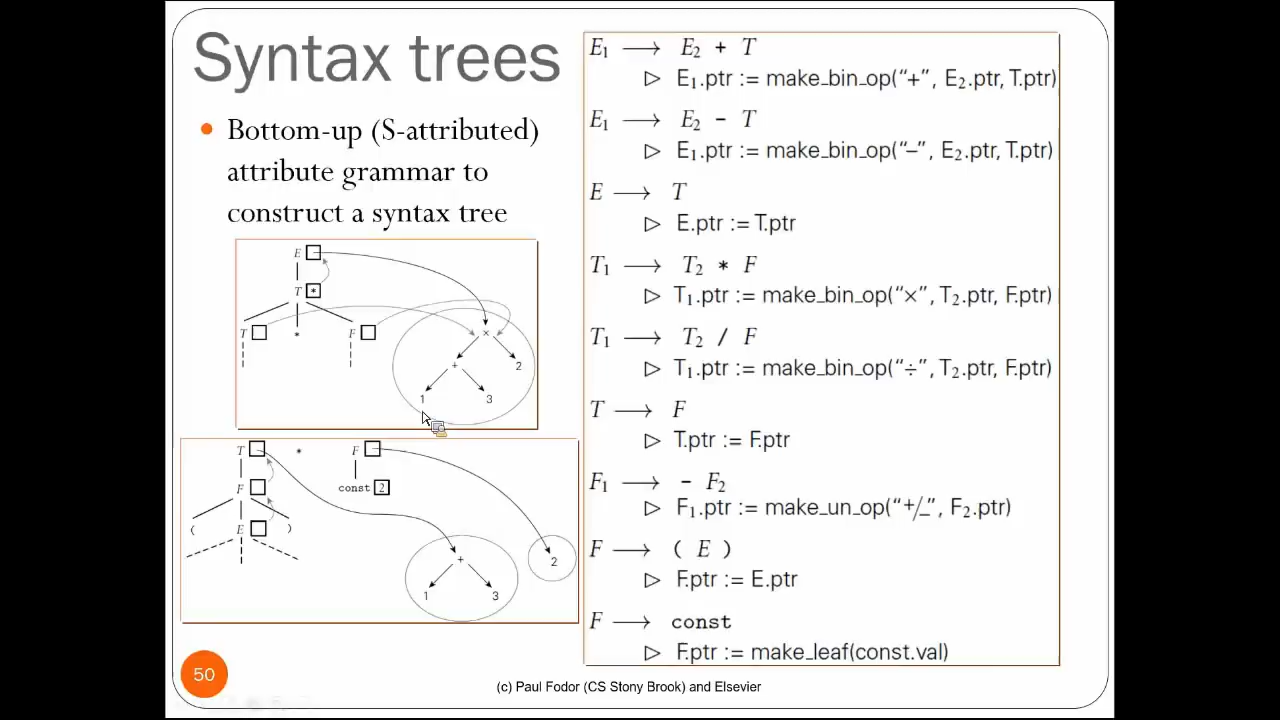 Syntax trees
• Bottom-up (S-attributed)
attribute grammar to
construct a syntax tree
E
T *
T * F
×
+ 2
1 3
T * F
F const 2
( E )
+ 2
1 3
E₁ ⟶ E₂ + T
▷ E₁.ptr := make_bin_op(“+”, E₂.ptr, T.ptr)
E₁ ⟶ E₂ - T
▷ E₁.ptr := make_bin_op(“–”, E₂.ptr, T.ptr)
E ⟶ T
▷ E.ptr := T.ptr
T₁ ⟶ T₂ * F
▷ T₁.ptr := make_bin_op(“×”, T₂.ptr, F.ptr)
T₁ ⟶ T₂ / F
▷ T₁.ptr := make_bin_op(“÷”, T₂.ptr, F.ptr)
T ⟶ F
▷ T.ptr := F.ptr
F₁ ⟶ - F₂
▷ F₁.ptr := make_un_op(“+/_”, F₂.ptr)
F ⟶ ( E )
▷ F.ptr := E.ptr
F ⟶ const
▷ F.ptr := make_leaf(const.val)
50
(c) Paul Fodor (CS Stony Brook) and Elsevier